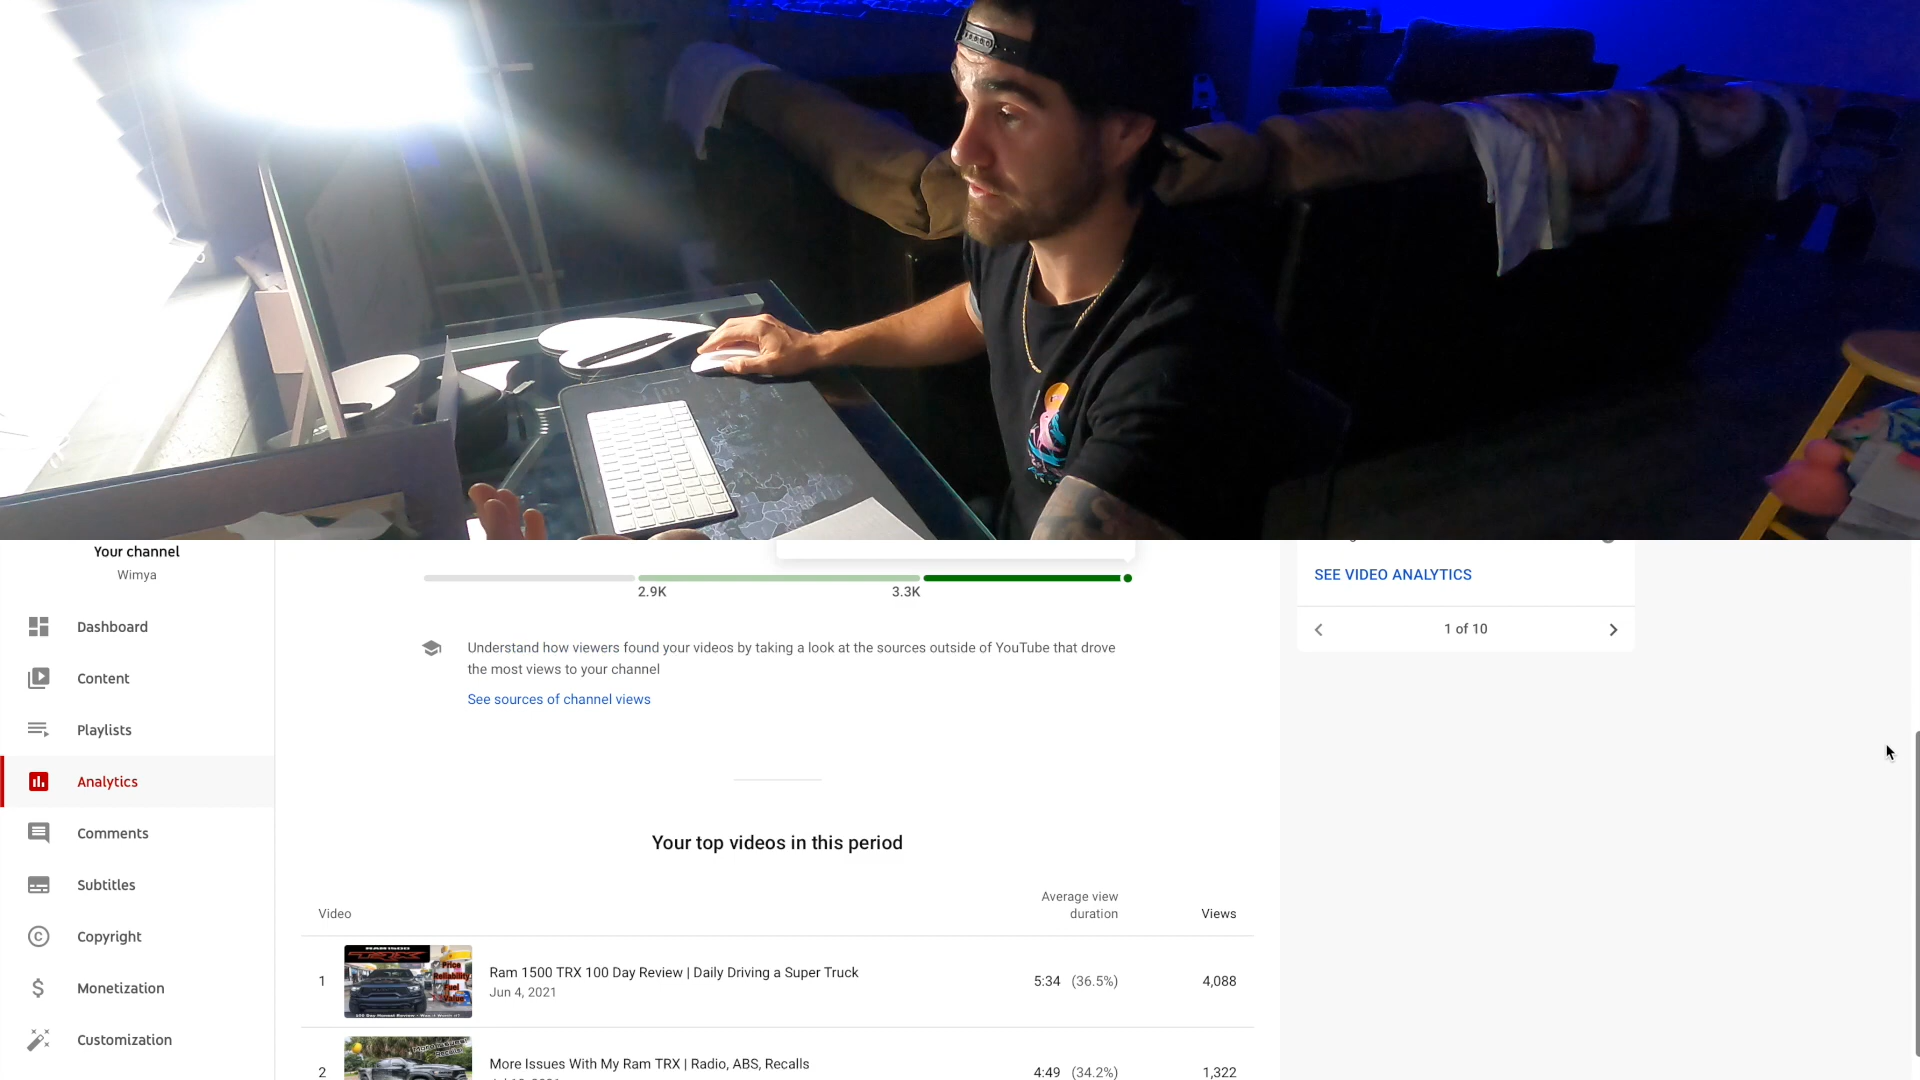 Your channel
Wimya
Dashboard
Content
Playlists
Analytics
Comments
Subtitles
Copyright
Monetization
Customization
2.9K
3.3K
Understand how viewers found your videos by taking a look at the sources outside of YouTube that drove
the most views to your channel
See sources of channel views
SEE VIDEO ANALYTICS
1 of 10
Your top videos in this period
Video
Average view
duration
Views
1
TRX
Price
Reliability
Fuel
Value
Ram 1500 TRX 100 Day Review | Daily Driving a Super Truck
Jun 4, 2021
5:34 (36.5%)
4,088
2
More Issues With My Ram TRX | Radio, ABS, Recalls
4:49 (34.2%)
1,322